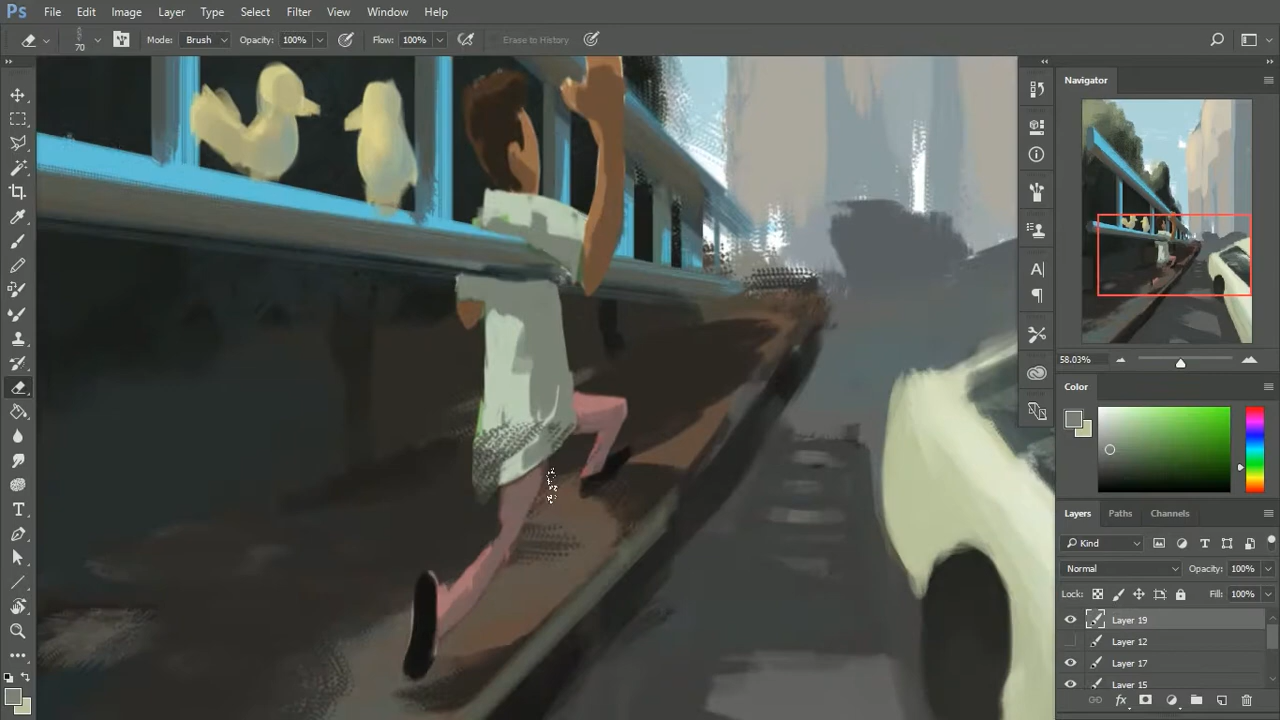 Ps File Edit Image Layer Type Select Filter View Window Help
70 Mode: Brush Opacity: 100% Flow: 100% Erase to History
Navigator
58.03%
Color
Layers Paths Channels
Kind
Normal Opacity: 100%
Lock: Fill: 100%
Layer 19
Layer 12
Layer 17
Layer 15